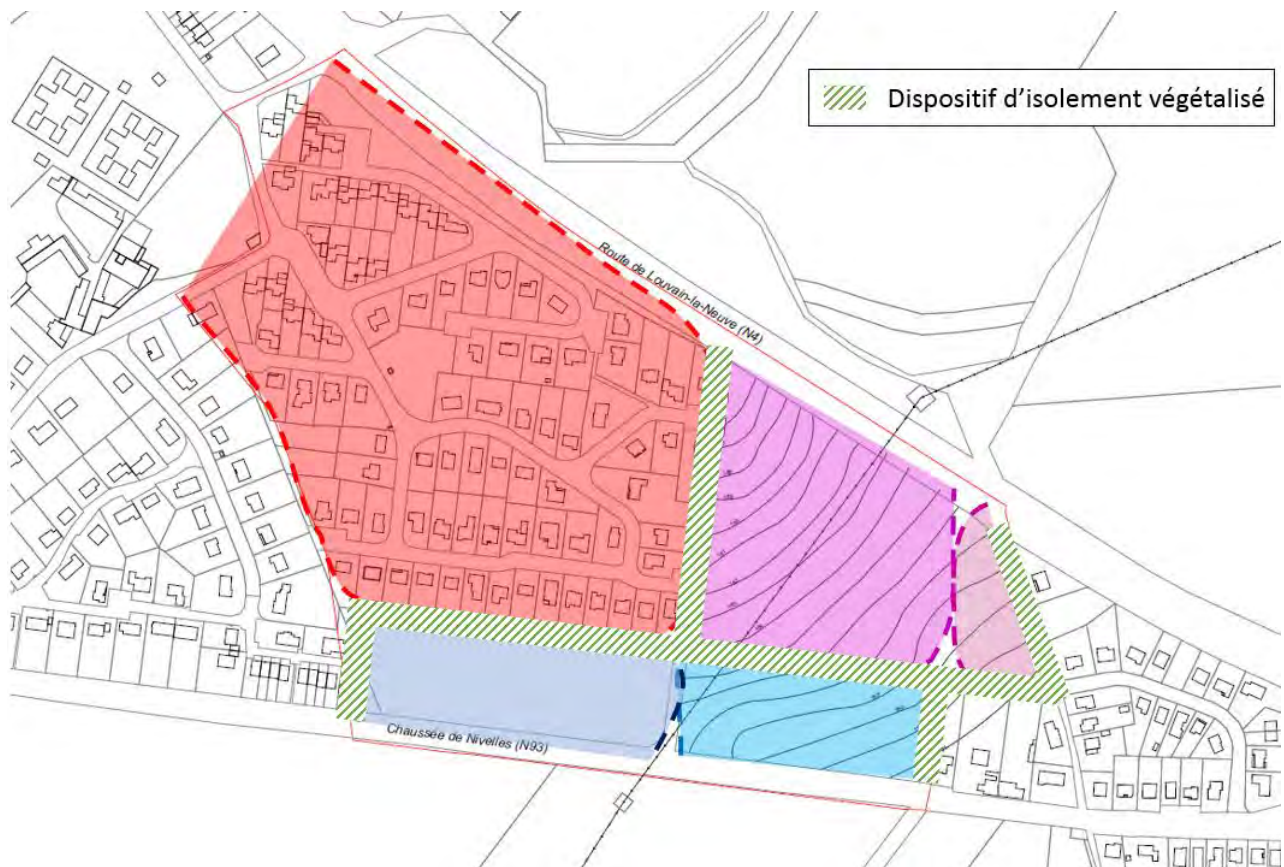 Dispositif d'isolement végétalisé
Route de Louvain-la-Neuve (N4)
Chaussée de Nivelles (N93)